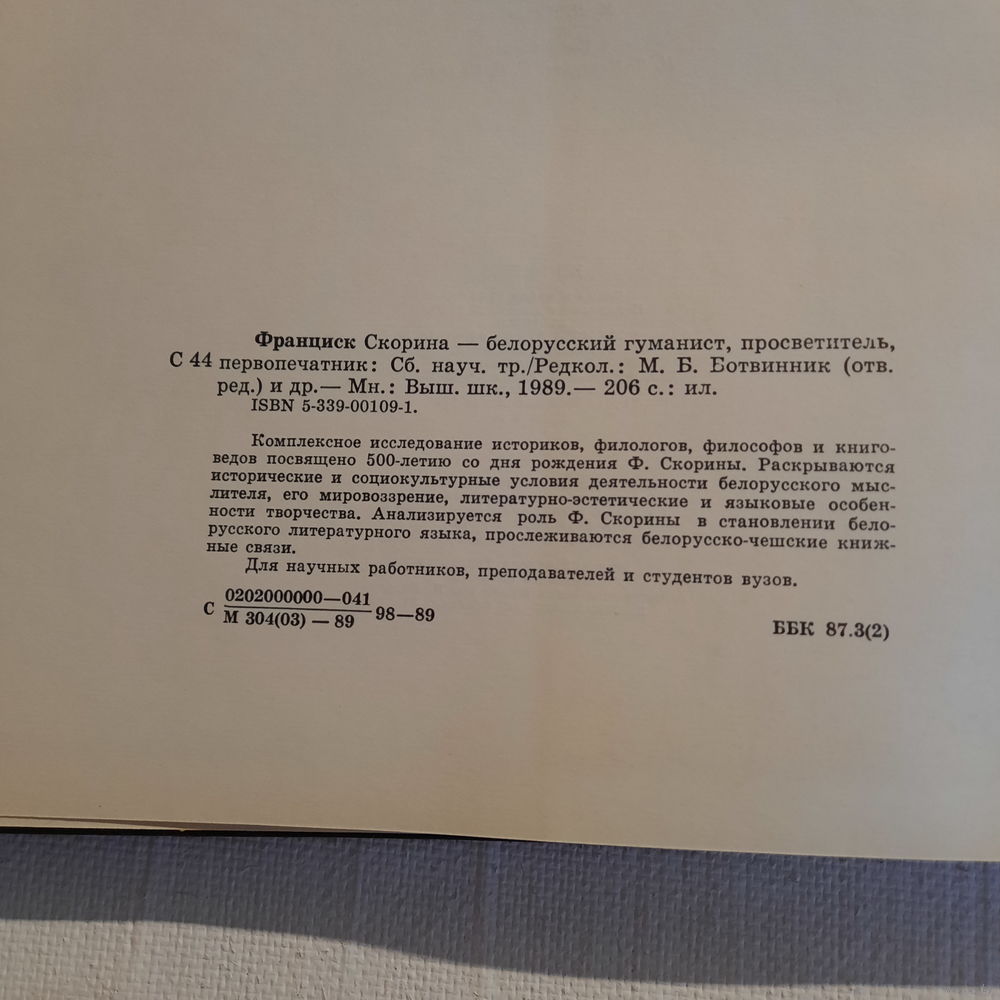 Франциск Скорина — белорусский гуманист, просветитель,
С 44 первопечатник: Сб. науч. тр./Редкол.: М. Б. Ботвинник (отв.
ред.) и др.— Мн.: Выш. шк., 1989.— 206 с.: ил.
ISBN 5-339-00109-1.
Комплексное исследование историков, филологов, философов и книго-
ведов посвящено 500-летию со дня рождения Ф. Скорины. Раскрываются
исторические и социокультурные условия деятельности белорусского мыс-
лителя, его мировоззрение, литературно-эстетические и языковые особен-
ности творчества. Анализируется роль Ф. Скорины в становлении бело-
русского литературного языка, прослеживаются белорусско-чешские книж-
ные связи.
Для научных работников, преподавателей и студентов вузов.
0202000000—041
С М 304(03) — 89 98—89
ББК 87.3(2)